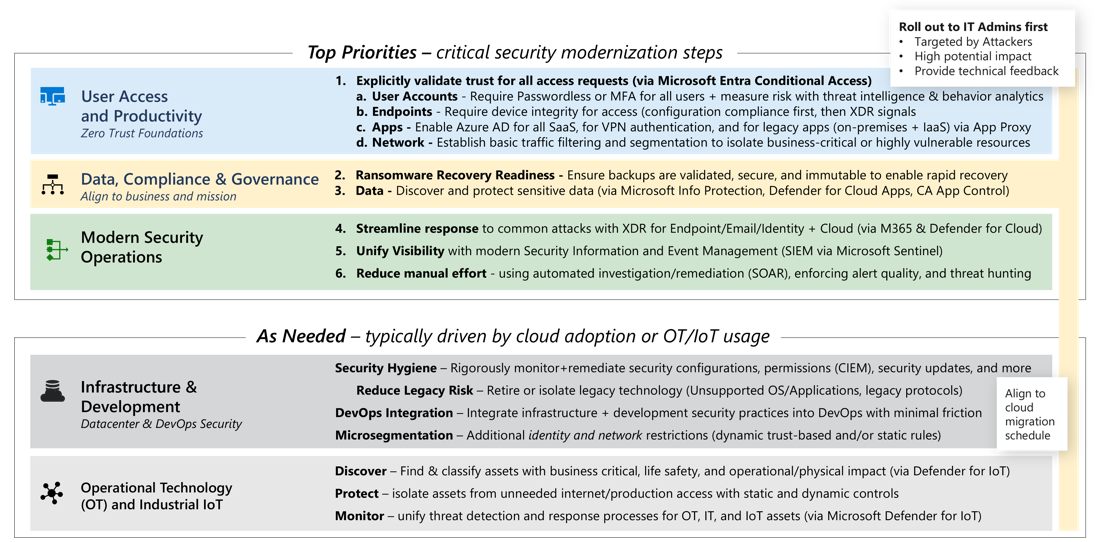 Roll out to IT Admins first
• Targeted by Attackers
• High potential impact
• Provide technical feedback
Top Priorities – critical security modernization steps
User Access
and Productivity
Zero Trust Foundations
1. Explicitly validate trust for all access requests (via Microsoft Entra Conditional Access)
a. User Accounts - Require Passwordless or MFA for all users + measure risk with threat intelligence & behavior analytics
b. Endpoints - Require device integrity for access (configuration compliance first, then XDR signals
c. Apps - Enable Azure AD for all SaaS, for VPN authentication, and for legacy apps (on-premises + IaaS) via App Proxy
d. Network - Establish basic traffic filtering and segmentation to isolate business-critical or highly vulnerable resources
Data, Compliance & Governance
Align to business and mission
2. Ransomware Recovery Readiness - Ensure backups are validated, secure, and immutable to enable rapid recovery
3. Data - Discover and protect sensitive data (via Microsoft Info Protection, Defender for Cloud Apps, CA App Control)
Modern Security
Operations
4. Streamline response to common attacks with XDR for Endpoint/Email/Identity + Cloud (via M365 & Defender for Cloud)
5. Unify Visibility with modern Security Information and Event Management (SIEM via Microsoft Sentinel)
6. Reduce manual effort - using automated investigation/remediation (SOAR), enforcing alert quality, and threat hunting
As Needed – typically driven by cloud adoption or OT/IoT usage
Infrastructure &
Development
Datacenter & DevOps Security
Security Hygiene – Rigorously monitor+remediate security configurations, permissions (CIEM), security updates, and more
Reduce Legacy Risk – Retire or isolate legacy technology (Unsupported OS/Applications, legacy protocols)
DevOps Integration – Integrate infrastructure + development security practices into DevOps with minimal friction
Microsegmentation – Additional identity and network restrictions (dynamic trust-based and/or static rules)
Align to
cloud
migration
schedule
Operational Technology
(OT) and Industrial IoT
Discover – Find & classify assets with business critical, life safety, and operational/physical impact (via Defender for IoT)
Protect – isolate assets from unneeded internet/production access with static and dynamic controls
Monitor – unify threat detection and response processes for OT, IT, and IoT assets (via Microsoft Defender for IoT)